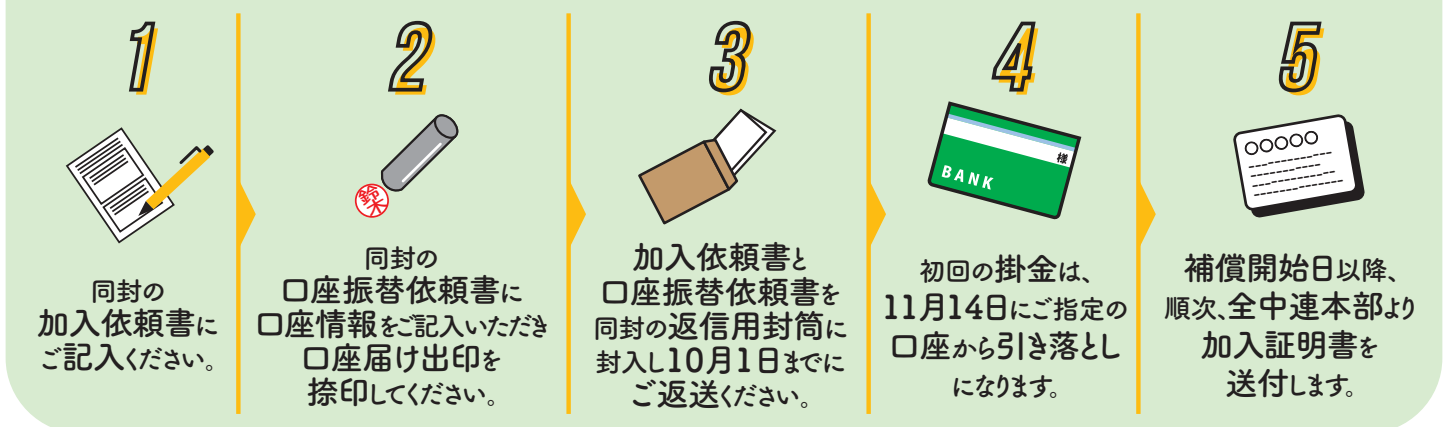 1
同封の
加入依頼書に
ご記入ください。
2
鈴木
同封の
口座振替依頼書に
口座情報をご記入いただき
口座届け出印を
捺印してください。
3
加入依頼書と
口座振替依頼書を
同封の返信用封筒に
封入し10月1日までに
ご返送ください。
4
様
BANK
初回の掛金は、
11月14日にご指定の
口座から引き落とし
になります。
5
○○○○○
補償開始日以降、
順次、全中連本部より
加入証明書を
送付します。